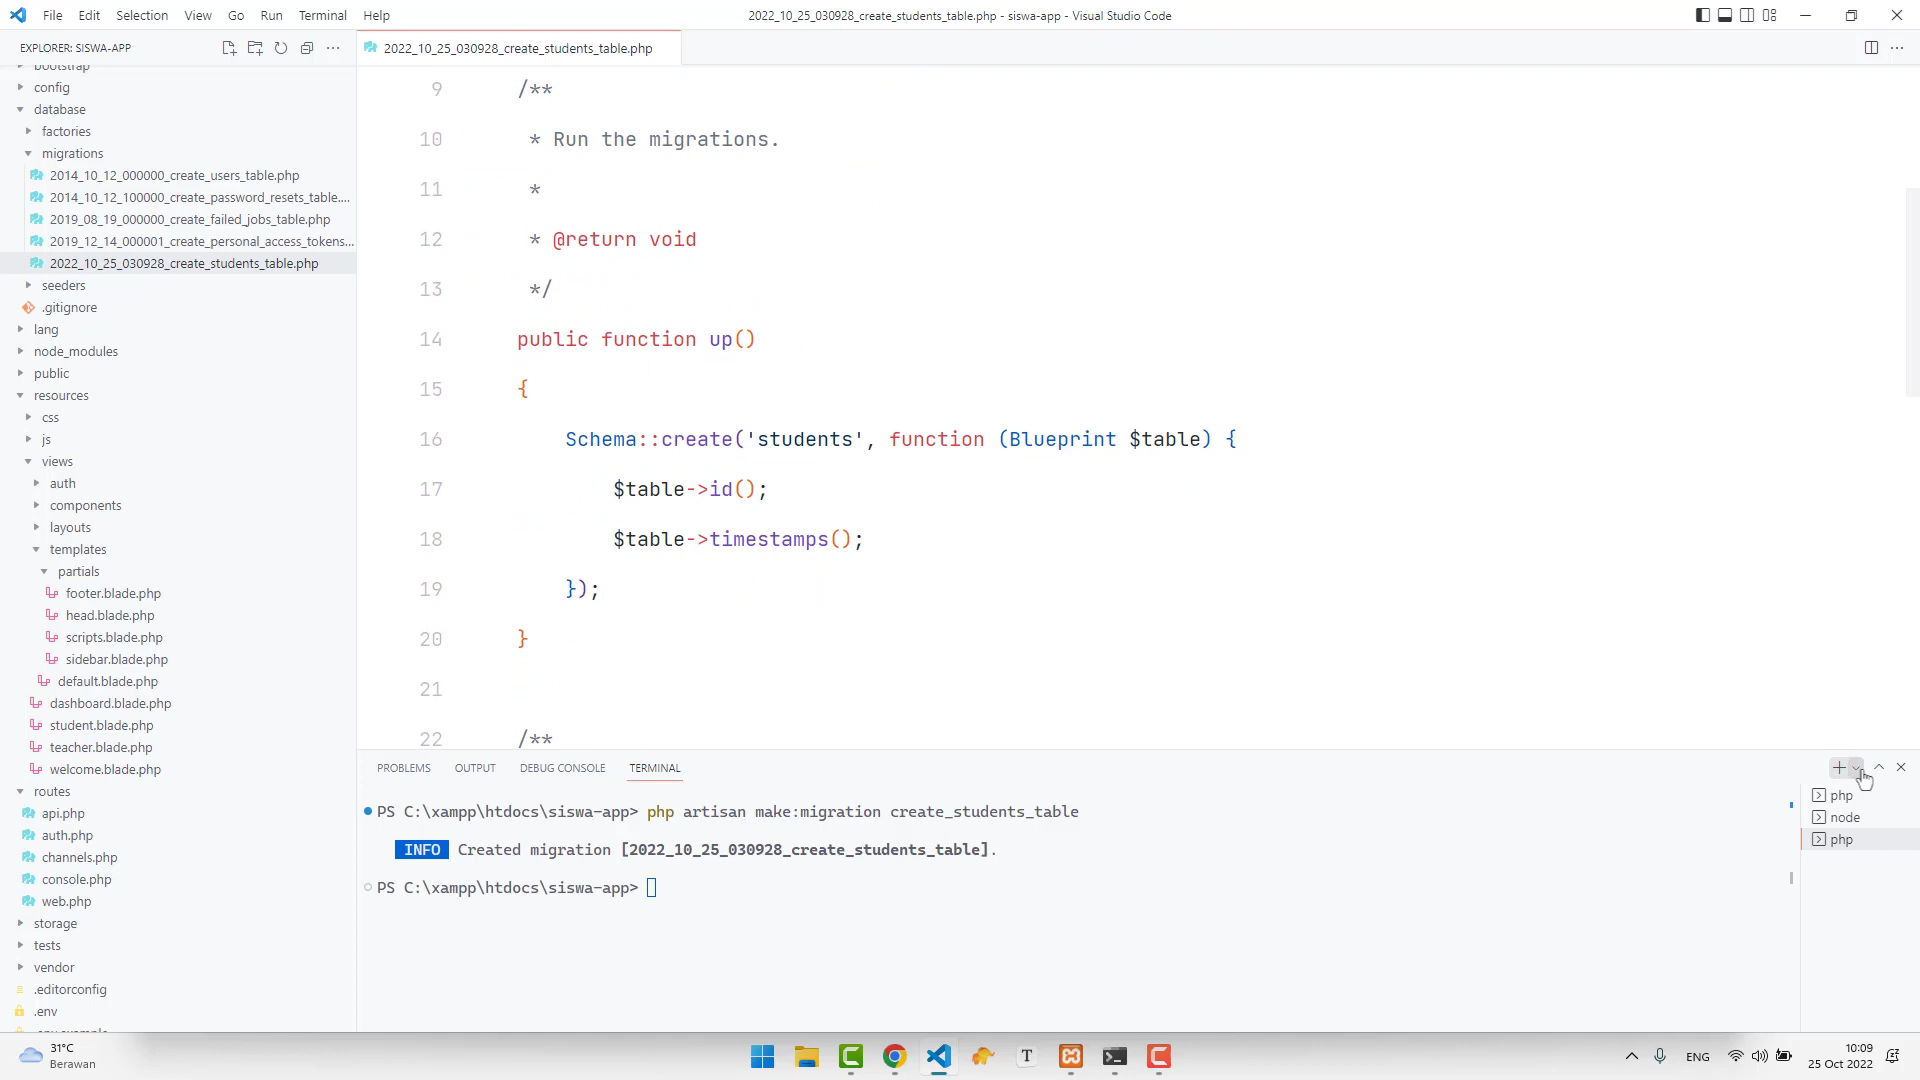 File Edit Selection View Go Run Terminal Help
2022_10_25_030928_create_students_table.php - siswa-app - Visual Studio Code
EXPLORER: SISWA-APP
bootstrap
config
database
factories
migrations
2014_10_12_000000_create_users_table.php
2014_10_12_100000_create_password_resets_table....
2019_08_19_000000_create_failed_jobs_table.php
2019_12_14_000001_create_personal_access_tokens...
2022_10_25_030928_create_students_table.php
seeders
.gitignore
lang
node_modules
public
resources
css
js
views
auth
components
layouts
templates
partials
footer.blade.php
head.blade.php
scripts.blade.php
sidebar.blade.php
default.blade.php
dashboard.blade.php
student.blade.php
teacher.blade.php
welcome.blade.php
routes
api.php
auth.php
channels.php
console.php
web.php
storage
tests
vendor
.editorconfig
.env
.env.example
2022_10_25_030928_create_students_table.php
9 /**
10 * Run the migrations.
11 *
12 * @return void
13 */
14 public function up()
15 {
16 Schema::create('students', function (Blueprint $table) {
17 $table->id();
18 $table->timestamps();
19 });
20 }
21
22 /**
PROBLEMS OUTPUT DEBUG CONSOLE TERMINAL
PS C:\xampp\htdocs\siswa-app> php artisan make:migration create_students_table
INFO Created migration [2022_10_25_030928_create_students_table].
PS C:\xampp\htdocs\siswa-app>
php
node
php
31°C
Berawan
T
ENG
10:09
25 Oct 2022